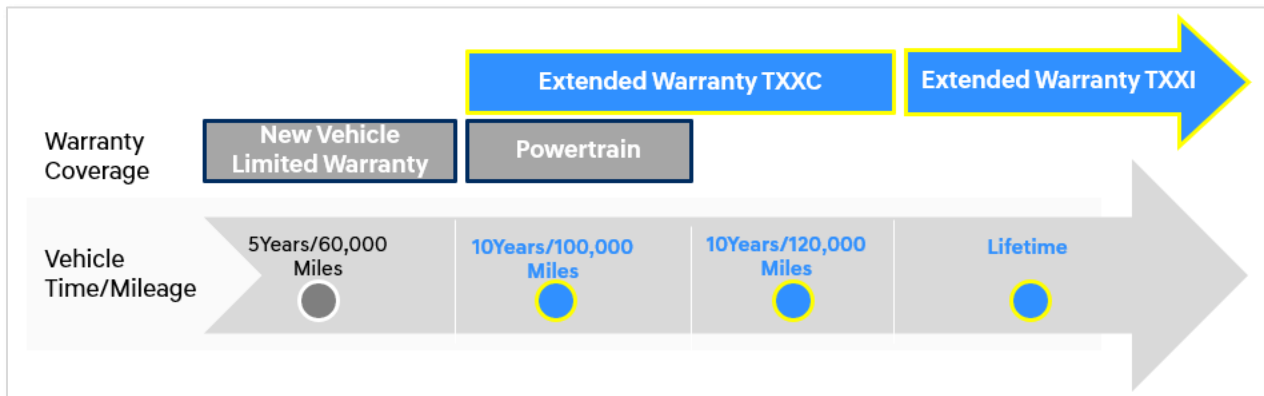 Extended Warranty TXXC
Extended Warranty TXXI
Warranty
Coverage
New Vehicle
Limited Warranty
Powertrain
Vehicle
Time/Mileage
5Years/60,000
Miles
10Years/100,000
Miles
10Years/120,000
Miles
Lifetime